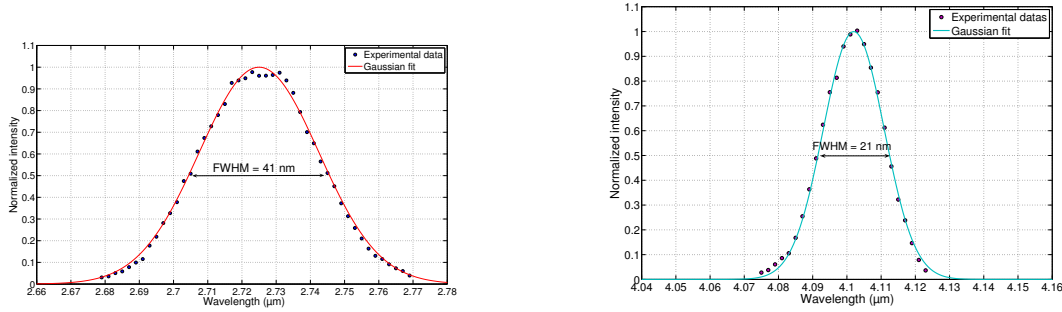 1.1
1
0.9
0.8
0.7
0.6
0.5
0.4
0.3
0.2
0.1
0
Normalized intensity
Experimental data
Gaussian fit
FWHM = 41 nm
2.66 2.68 2.69 2.7 2.71 2.72 2.73 2.74 2.75 2.76 2.77 2.78
Wavelength (μm)
1.1
1
0.9
0.8
0.7
0.6
0.5
0.4
0.3
0.2
0.1
0
Normalized intensity
Experimental datas
Gaussian fit
FWHM = 21 nm
4.04 4.05 4.06 4.07 4.08 4.09 4.1 4.11 4.12 4.13 4.14 4.15 4.16
Wavelength (μm)